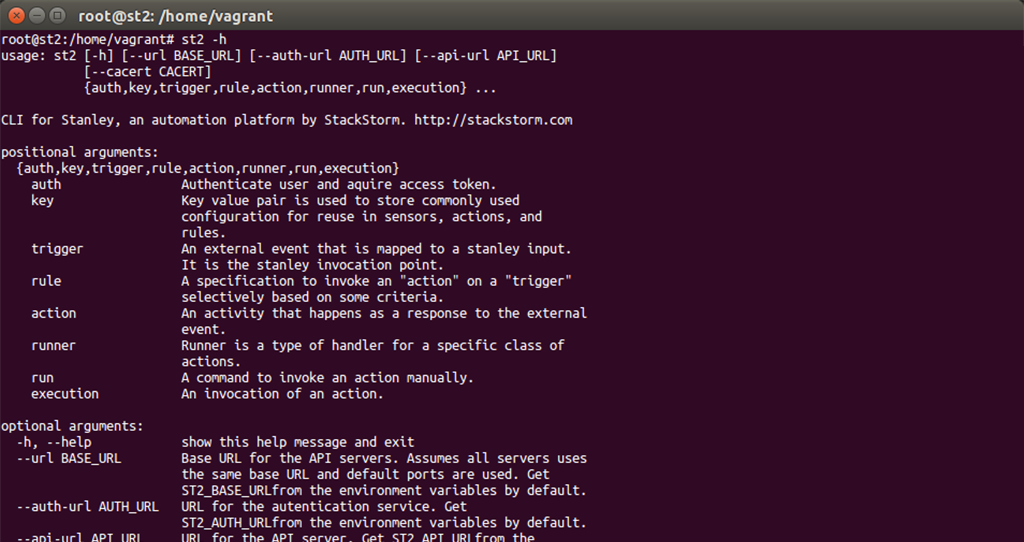 root@st2: /home/vagrant
root@st2:/home/vagrant# st2 -h
usage: st2 [-h] [--url BASE_URL] [--auth-url AUTH_URL] [--api-url API_URL]
[--cacert CACERT]
{auth,key,trigger,rule,action,runner,run,execution} ...
CLI for Stanley, an automation platform by StackStorm. http://stackstorm.com
positional arguments:
{auth,key,trigger,rule,action,runner,run,execution}
auth Authenticate user and aquire access token.
key Key value pair is used to store commonly used
configuration for reuse in sensors, actions, and
rules.
trigger An external event that is mapped to a stanley input.
It is the stanley invocation point.
rule A specification to invoke an "action" on a "trigger"
selectively based on some criteria.
action An activity that happens as a response to the external
event.
runner Runner is a type of handler for a specific class of
actions.
run A command to invoke an action manually.
execution An invocation of an action.
optional arguments:
-h, --help show this help message and exit
--url BASE_URL Base URL for the API servers. Assumes all servers uses
the same base URL and default ports are used. Get
ST2_BASE_URLfrom the environment variables by default.
--auth-url AUTH_URL URL for the autentication service. Get
ST2_AUTH_URLfrom the environment variables by default.
--api-url API_URL URL for the API server. Get ST2_API_URLfrom the